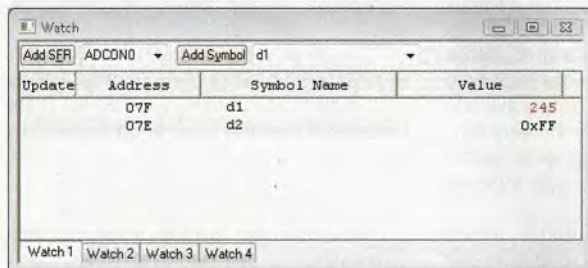 Watch
Add SFR ADCON0 Add Symbol d1
Update Address Symbol Name Value
07F d1 245
07E d2 0xFF
Watch 1 Watch 2 Watch 3 Watch 4